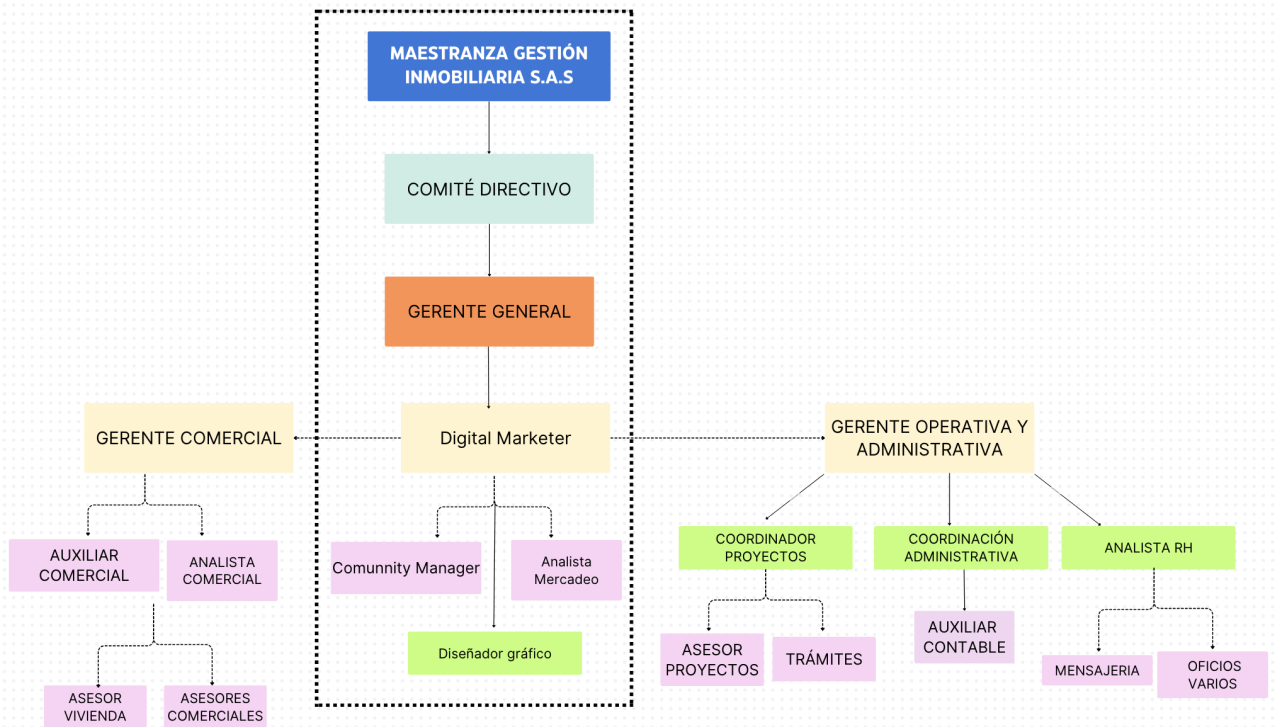 MAESTRANZA GESTIÓN
INMOBILIARIA S.A.S
COMITÉ DIRECTIVO
GERENTE GENERAL
GERENTE COMERCIAL
Digital Marketer
GERENTE OPERATIVA Y
ADMINISTRATIVA
AUXILIAR
COMERCIAL
ANALISTA
COMERCIAL
Comunnity Manager
Analista
Mercadeo
COORDINADOR
PROYECTOS
COORDINACIÓN
ADMINISTRATIVA
ANALISTA RH
Diseñador gráfico
ASESOR
PROYECTOS
TRÁMITES
AUXILIAR
CONTABLE
MENSAJERIA
OFICIOS
VARIOS
ASESOR
VIVIENDA
ASESORES
COMERCIALES